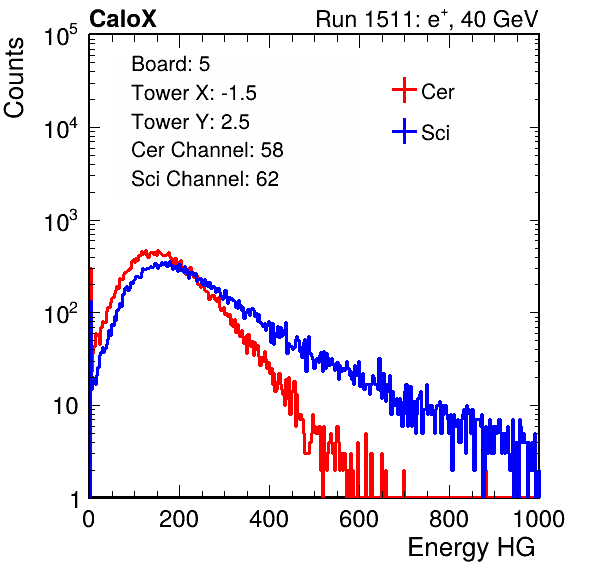 CaloX Run 1511: e⁺, 40 GeV
Counts
10⁵
10⁴
10³
10²
10
1
Board: 5
Tower X: -1.5
Tower Y: 2.5
Cer Channel: 58
Sci Channel: 62
Cer
Sci
0 200 400 600 800 1000
Energy HG